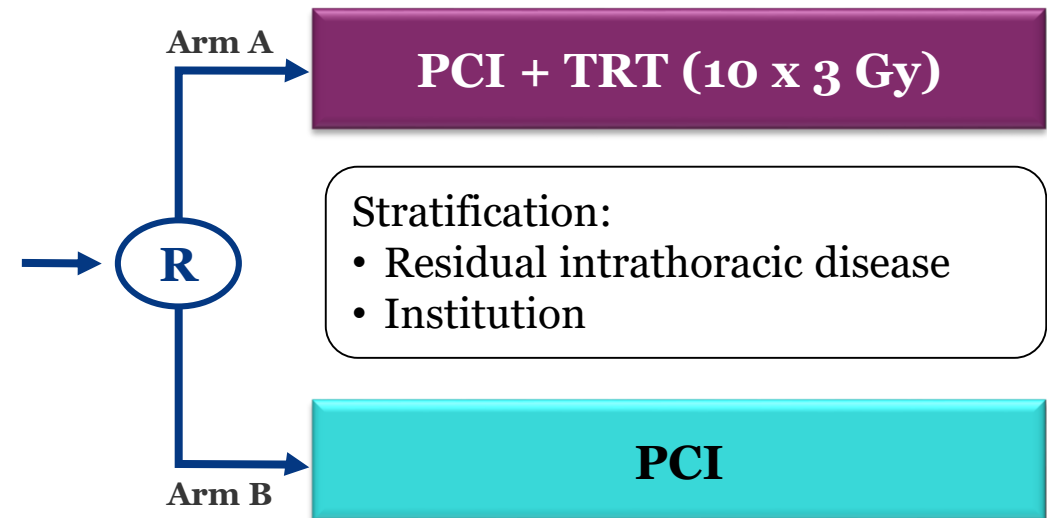 Arm A
PCI + TRT (10 x 3 Gy)
Stratification:
• Residual intrathoracic disease
• Institution
R
PCI
Arm B